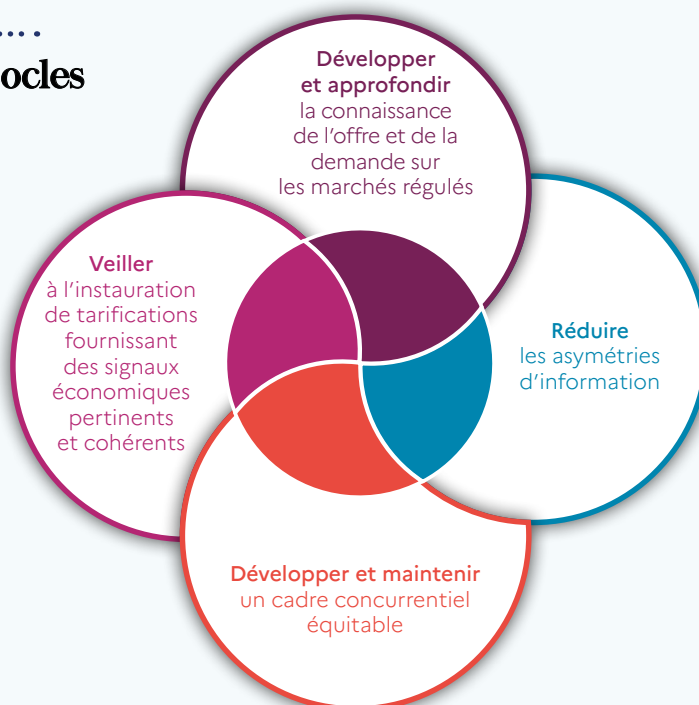 ocles
Développer
et approfondir
la connaissance
de l'offre et de la
demande sur
les marchés régulés
Veiller
à l'instauration
de tarifications
fournissant
des signaux
économiques
pertinents
et cohérents
Réduire
les asymétries
d'information
Développer et maintenir
un cadre concurrentiel
équitable